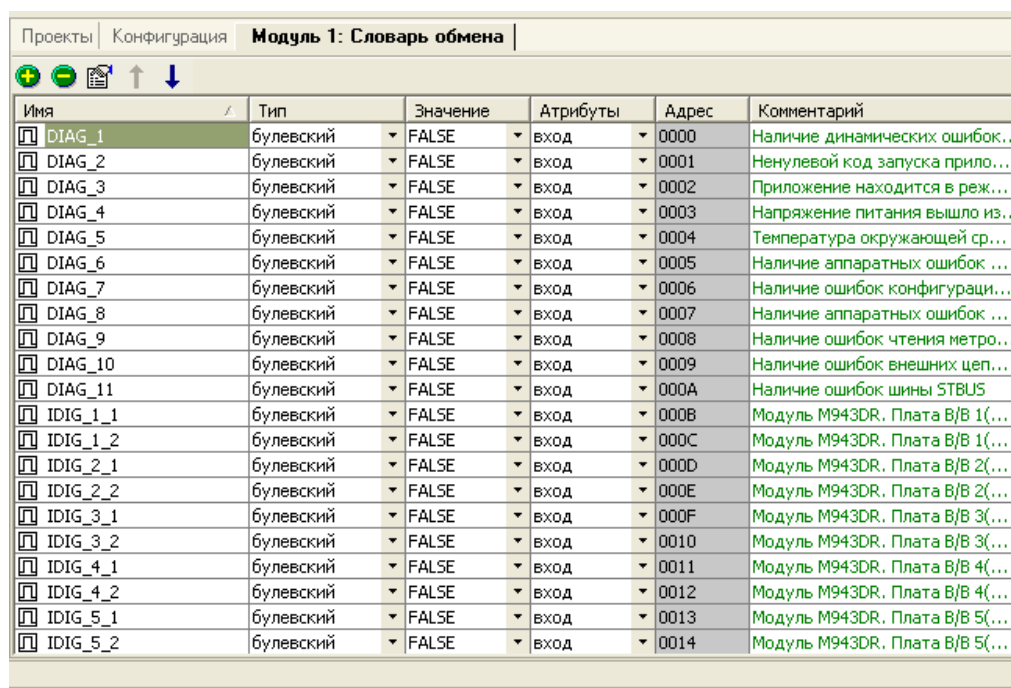 Проекты Конфигурация Модуль 1: Словарь обмена
Имя Тип Значение Атрибуты Адрес Комментарий
DIAG_1 булевский FALSE вход 0000 Наличие динамических ошибок...
DIAG_2 булевский FALSE вход 0001 Ненулевой код запуска прило...
DIAG_3 булевский FALSE вход 0002 Приложение находится в реж...
DIAG_4 булевский FALSE вход 0003 Напряжение питания вышло из...
DIAG_5 булевский FALSE вход 0004 Температура окружающей ср...
DIAG_6 булевский FALSE вход 0005 Наличие аппаратных ошибок ...
DIAG_7 булевский FALSE вход 0006 Наличие ошибок конфигураци...
DIAG_8 булевский FALSE вход 0007 Наличие аппаратных ошибок ...
DIAG_9 булевский FALSE вход 0008 Наличие ошибок чтения метро...
DIAG_10 булевский FALSE вход 0009 Наличие ошибок внешних цеп...
DIAG_11 булевский FALSE вход 000A Наличие ошибок шины STBUS
IDIG_1_1 булевский FALSE вход 000B Модуль M943DR. Плата В/В 1(...
IDIG_1_2 булевский FALSE вход 000C Модуль M943DR. Плата В/В 1(...
IDIG_2_1 булевский FALSE вход 000D Модуль M943DR. Плата В/В 2(...
IDIG_2_2 булевский FALSE вход 000E Модуль M943DR. Плата В/В 2(...
IDIG_3_1 булевский FALSE вход 000F Модуль M943DR. Плата В/В 3(...
IDIG_3_2 булевский FALSE вход 0010 Модуль M943DR. Плата В/В 3(...
IDIG_4_1 булевский FALSE вход 0011 Модуль M943DR. Плата В/В 4(...
IDIG_4_2 булевский FALSE вход 0012 Модуль M943DR. Плата В/В 4(...
IDIG_5_1 булевский FALSE вход 0013 Модуль M943DR. Плата В/В 5(...
IDIG_5_2 булевский FALSE вход 0014 Модуль M943DR. Плата В/В 5(...